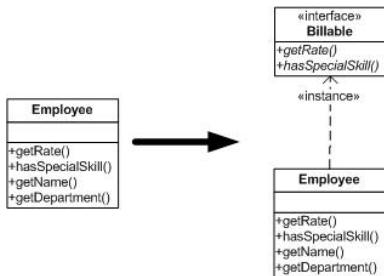 Employee
+getRate()
+hasSpecialSkill()
+getName()
+getDepartment()
«interface»
Billable
+getRate()
+hasSpecialSkill()
«instance»
Employee
+getRate()
+hasSpecialSkill()
+getName()
+getDepartment()